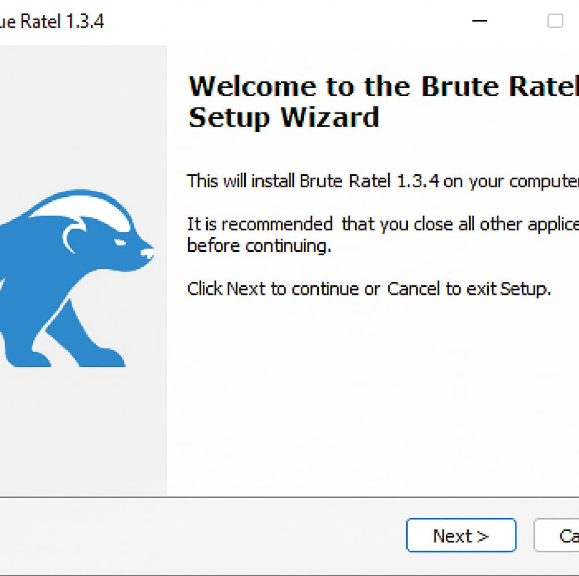 ue Ratel 1.3.4
Welcome to the Brute Ratel
Setup Wizard
This will install Brute Ratel 1.3.4 on your computer
It is recommended that you close all other applic
before continuing.
Click Next to continue or Cancel to exit Setup.
Next >
Ca